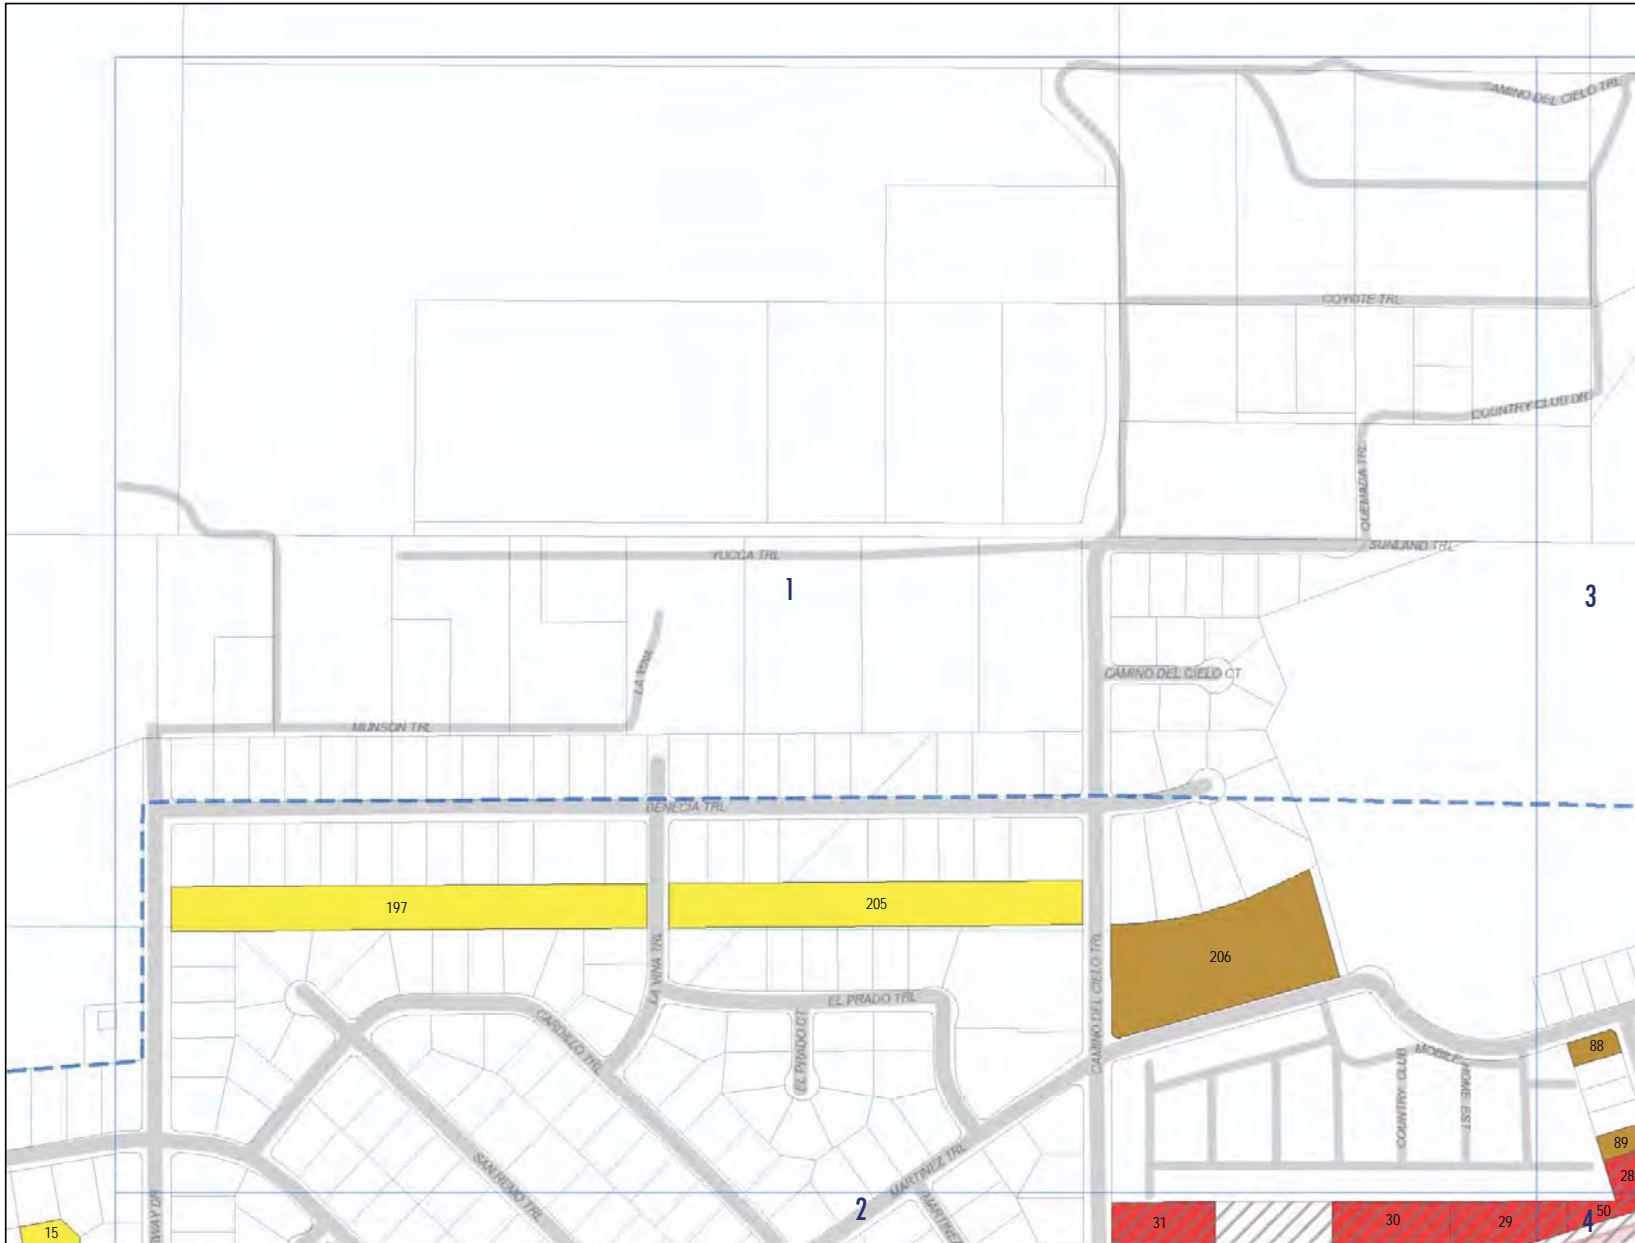 CAMINO DEL CIELO TRL
COYOTE TRL
COUNTRY CLUB DR
QUEMADA TRL
SUNLAND TRL
YUCCA TRL
1
3
CAMINO DEL CIELO CT
LA VINA
MUNSON TRL
BENECIA TRL
197
205
206
LA VINA TRL
CAMINO DEL CIELO TRL
EL PRADO TRL
EL PRADO CT
CARDILLO TRL
COUNTRY CLUB
MOBILE HOME EST
88
89
28
MARTINEZ TRL
SAN REMO TRL
WAY DR
15
2
31
30
29
4
50